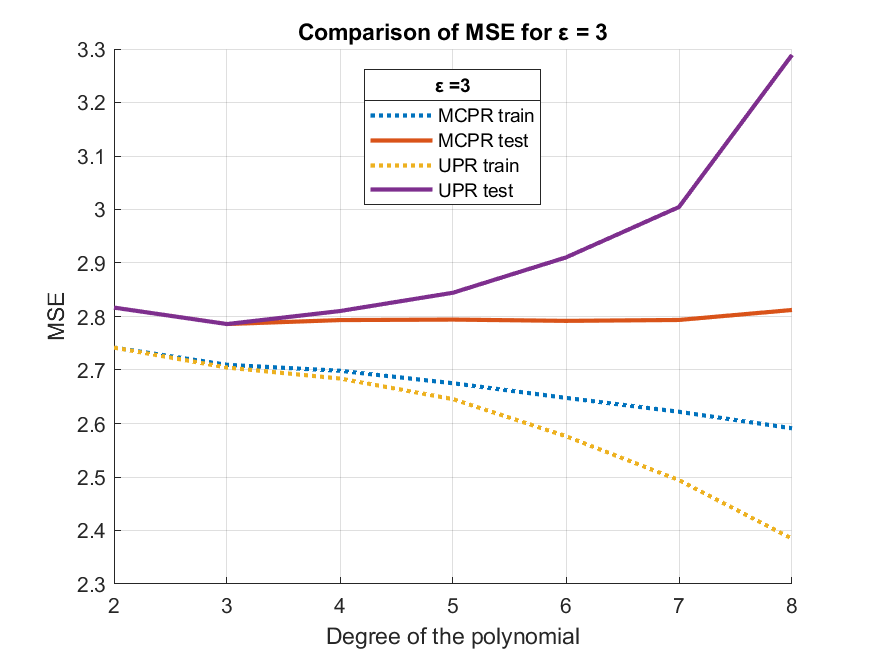 Comparison of MSE for ε = 3
ε =3
MCPR train
MCPR test
UPR train
UPR test
MSE
3.3
3.2
3.1
3
2.9
2.8
2.7
2.6
2.5
2.4
2.3
2 3 4 5 6 7 8
Degree of the polynomial